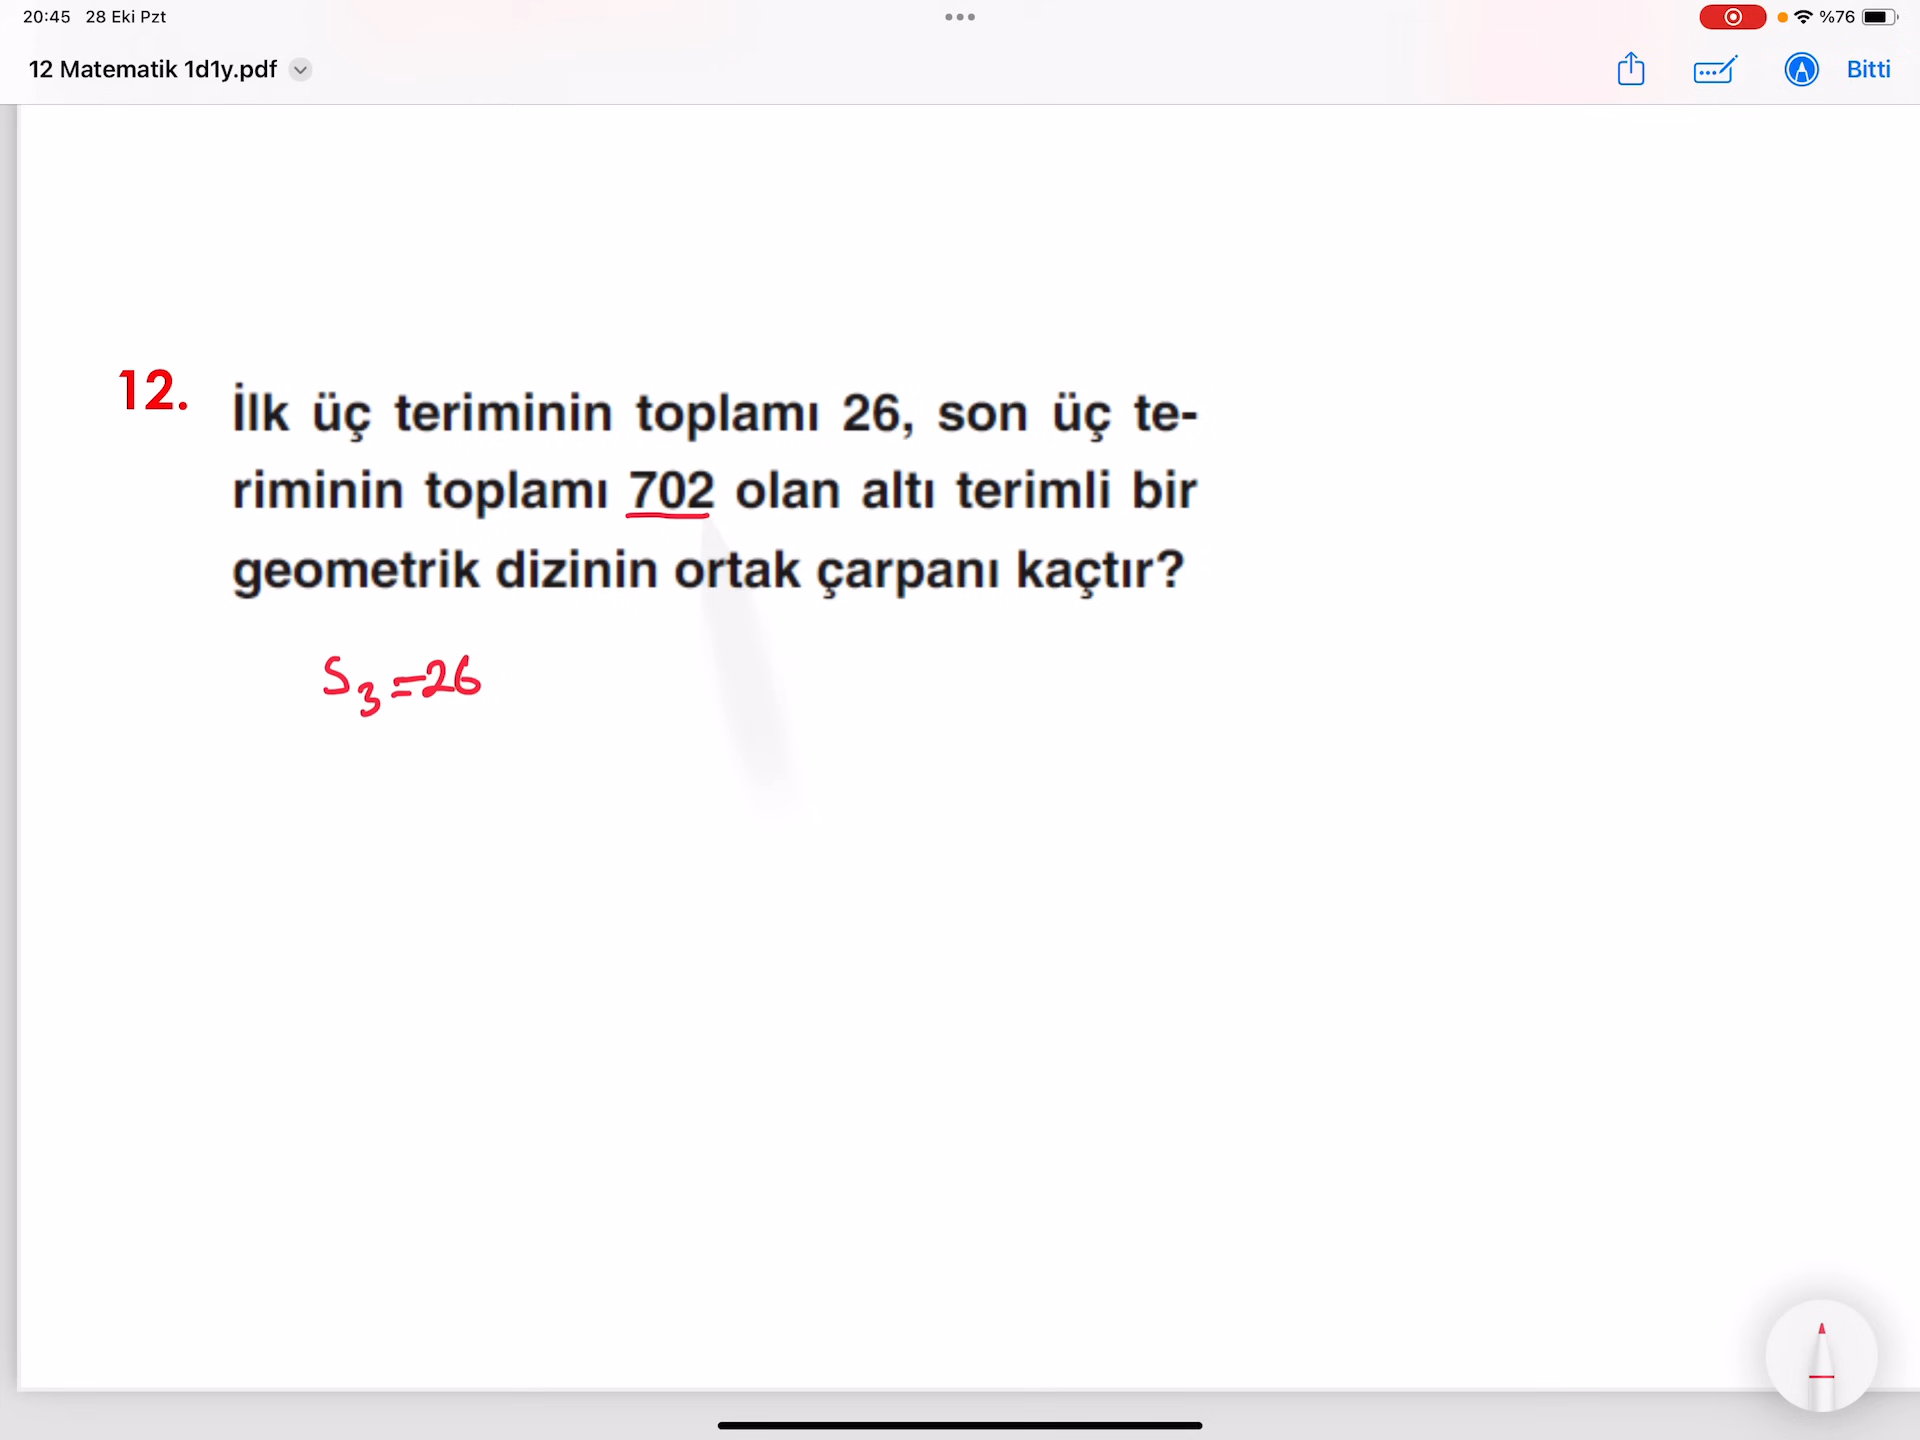 20:45 28 Eki Pzt
%76
12 Matematik 1d1y.pdf
Bitti
12. İlk üç teriminin toplamı 26, son üç te-
riminin toplamı 702 olan altı terimli bir
geometrik dizinin ortak çarpanı kaçtır?
S₃=26